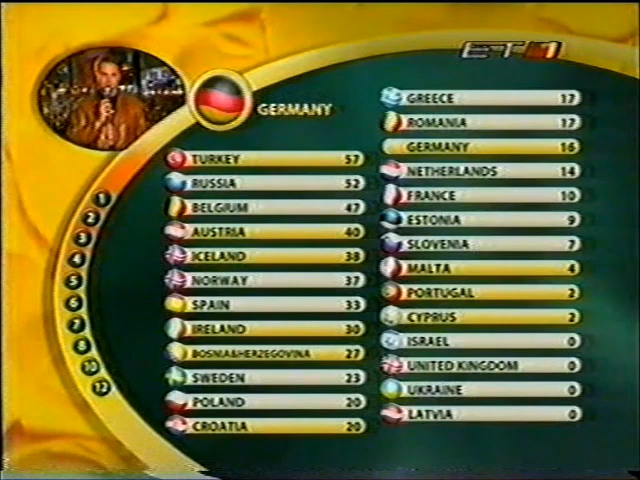 ET1
GERMANY
1
2
3
4
5
6
7
8
10
12
TURKEY 57
RUSSIA 52
BELGIUM 47
AUSTRIA 40
ICELAND 38
NORWAY 37
SPAIN 33
IRELAND 30
BOSNIA&HERZEGOVINA 27
SWEDEN 23
POLAND 20
CROATIA 20
GREECE 17
ROMANIA 17
GERMANY 16
NETHERLANDS 14
FRANCE 10
ESTONIA 9
SLOVENIA 7
MALTA 4
PORTUGAL 2
CYPRUS 2
ISRAEL 0
UNITED KINGDOM 0
UKRAINE 0
LATVIA 0